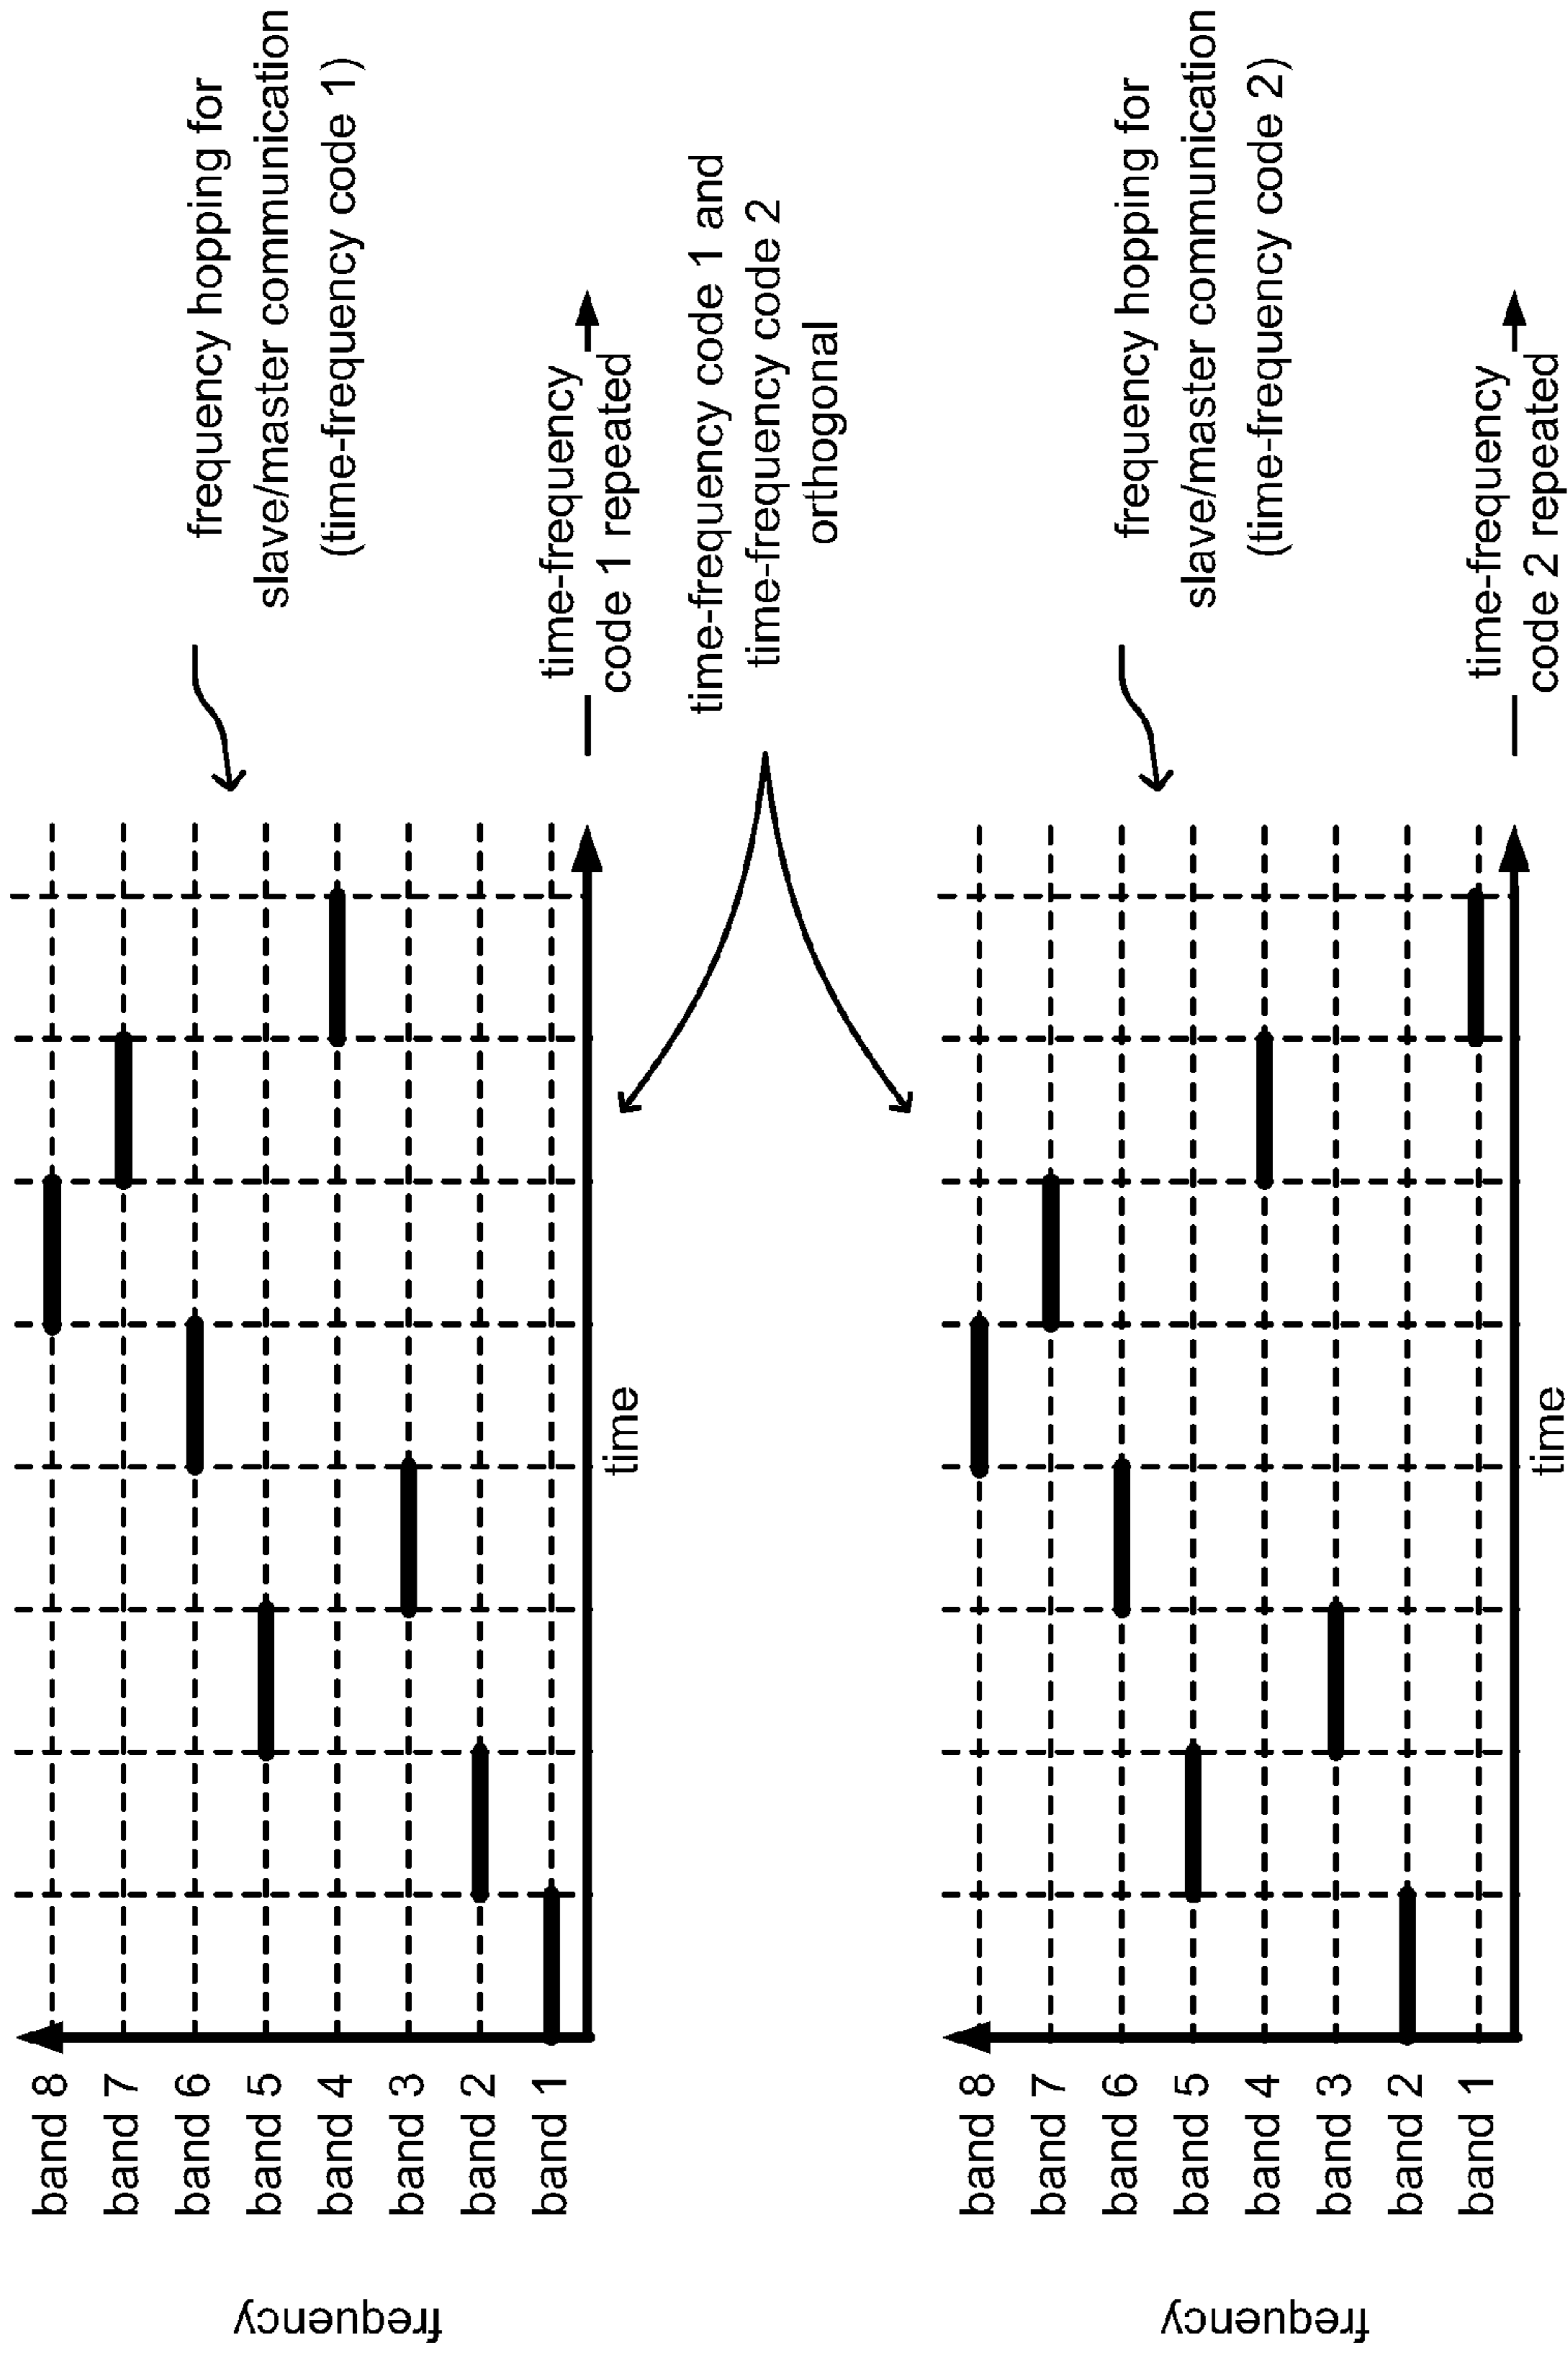 frequency
band 8
band 7
band 6
band 5
band 4
band 3
band 2
band 1
time
frequency hopping for
slave/master communication
(time-frequency code 1)
time-frequency
code 1 repeated
time-frequency code 1 and
time-frequency code 2
orthogonal
frequency
band 8
band 7
band 6
band 5
band 4
band 3
band 2
band 1
time
frequency hopping for
slave/master communication
(time-frequency code 2)
time-frequency
code 2 repeated